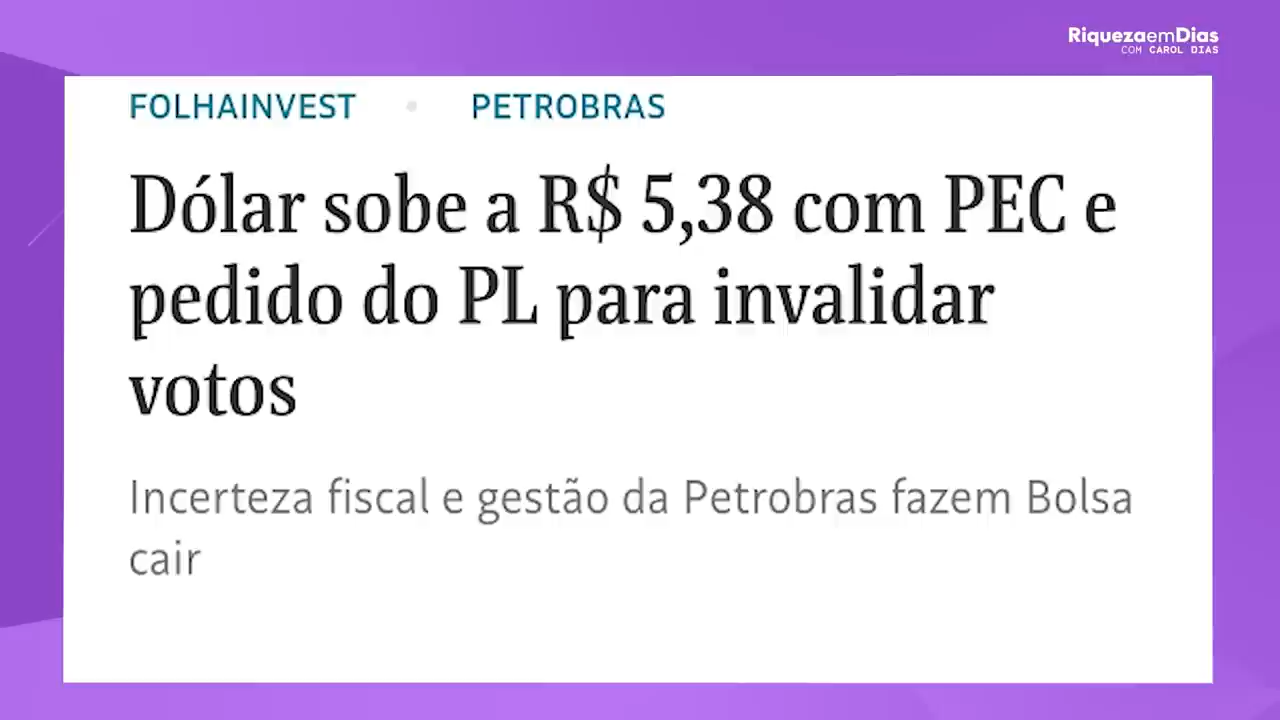 RiquezaemDias
COM CAROL DIAS
FOLHAINVEST • PETROBRAS
Dólar sobe a R$ 5,38 com PEC e
pedido do PL para invalidar
votos
Incerteza fiscal e gestão da Petrobras fazem Bolsa
cair